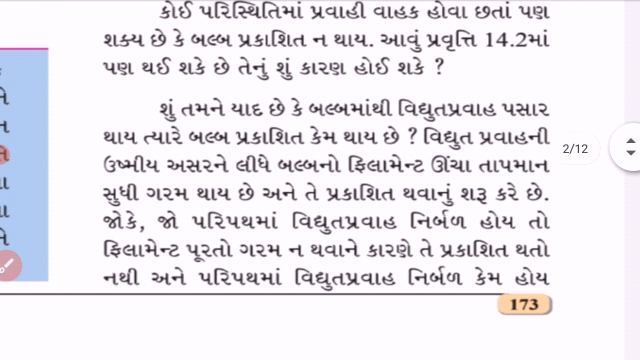 કોઈ પરિસ્થિતિમાં પ્રવાહી વાહક હોવા છતાં પણ
શક્ય છે કે બલ્બ પ્રકાશિત ન થાય. આવું પ્રવૃત્તિ 14.2માં
પણ થઈ શકે છે તેનું શું કારણ હોઈ શકે ?
શું તમને યાદ છે કે બલ્બમાંથી વિદ્યુતપ્રવાહ પસાર
થાય ત્યારે બલ્બ પ્રકાશિત કેમ થાય છે ? વિદ્યુત પ્રવાહની
ઉષ્મીય અસરને લીધે બલ્બનો ફિલામેન્ટ ઊંચા તાપમાન
સુધી ગરમ થાય છે અને તે પ્રકાશિત થવાનું શરૂ કરે છે.
જોકે, જો પરિપથમાં વિદ્યુતપ્રવાહ નિર્બળ હોય તો
ફિલામેન્ટ પૂરતો ગરમ ન થવાને કારણે તે પ્રકાશિત થતો
નથી અને પરિપથમાં વિદ્યુતપ્રવાહ નિર્બળ કેમ હોય
173
2/12